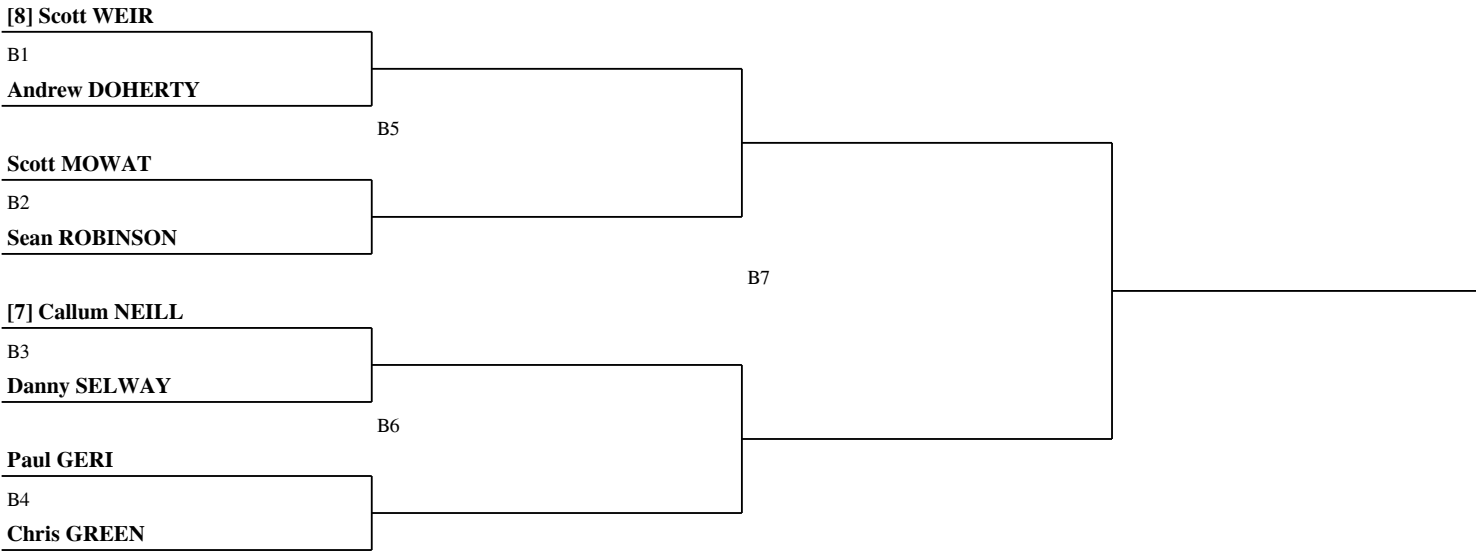 [8] Scott WEIR
B1
Andrew DOHERTY
B5
Scott MOWAT
B2
Sean ROBINSON
B7
[7] Callum NEILL
B3
Danny SELWAY
B6
Paul GERI
B4
Chris GREEN